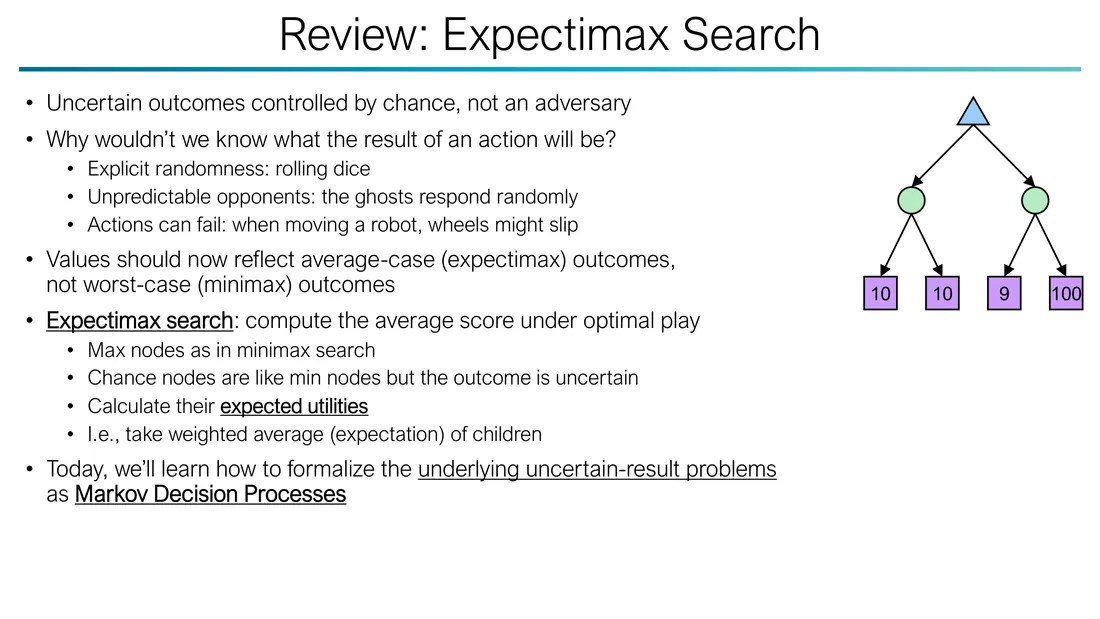 Review: Expectimax Search
• Uncertain outcomes controlled by chance, not an adversary
• Why wouldn’t we know what the result of an action will be?
• Explicit randomness: rolling dice
• Unpredictable opponents: the ghosts respond randomly
• Actions can fail: when moving a robot, wheels might slip
• Values should now reflect average-case (expectimax) outcomes,
not worst-case (minimax) outcomes
• Expectimax search: compute the average score under optimal play
• Max nodes as in minimax search
• Chance nodes are like min nodes but the outcome is uncertain
• Calculate their expected utilities
• I.e., take weighted average (expectation) of children
• Today, we’ll learn how to formalize the underlying uncertain-result problems
as Markov Decision Processes
10 10 9 100